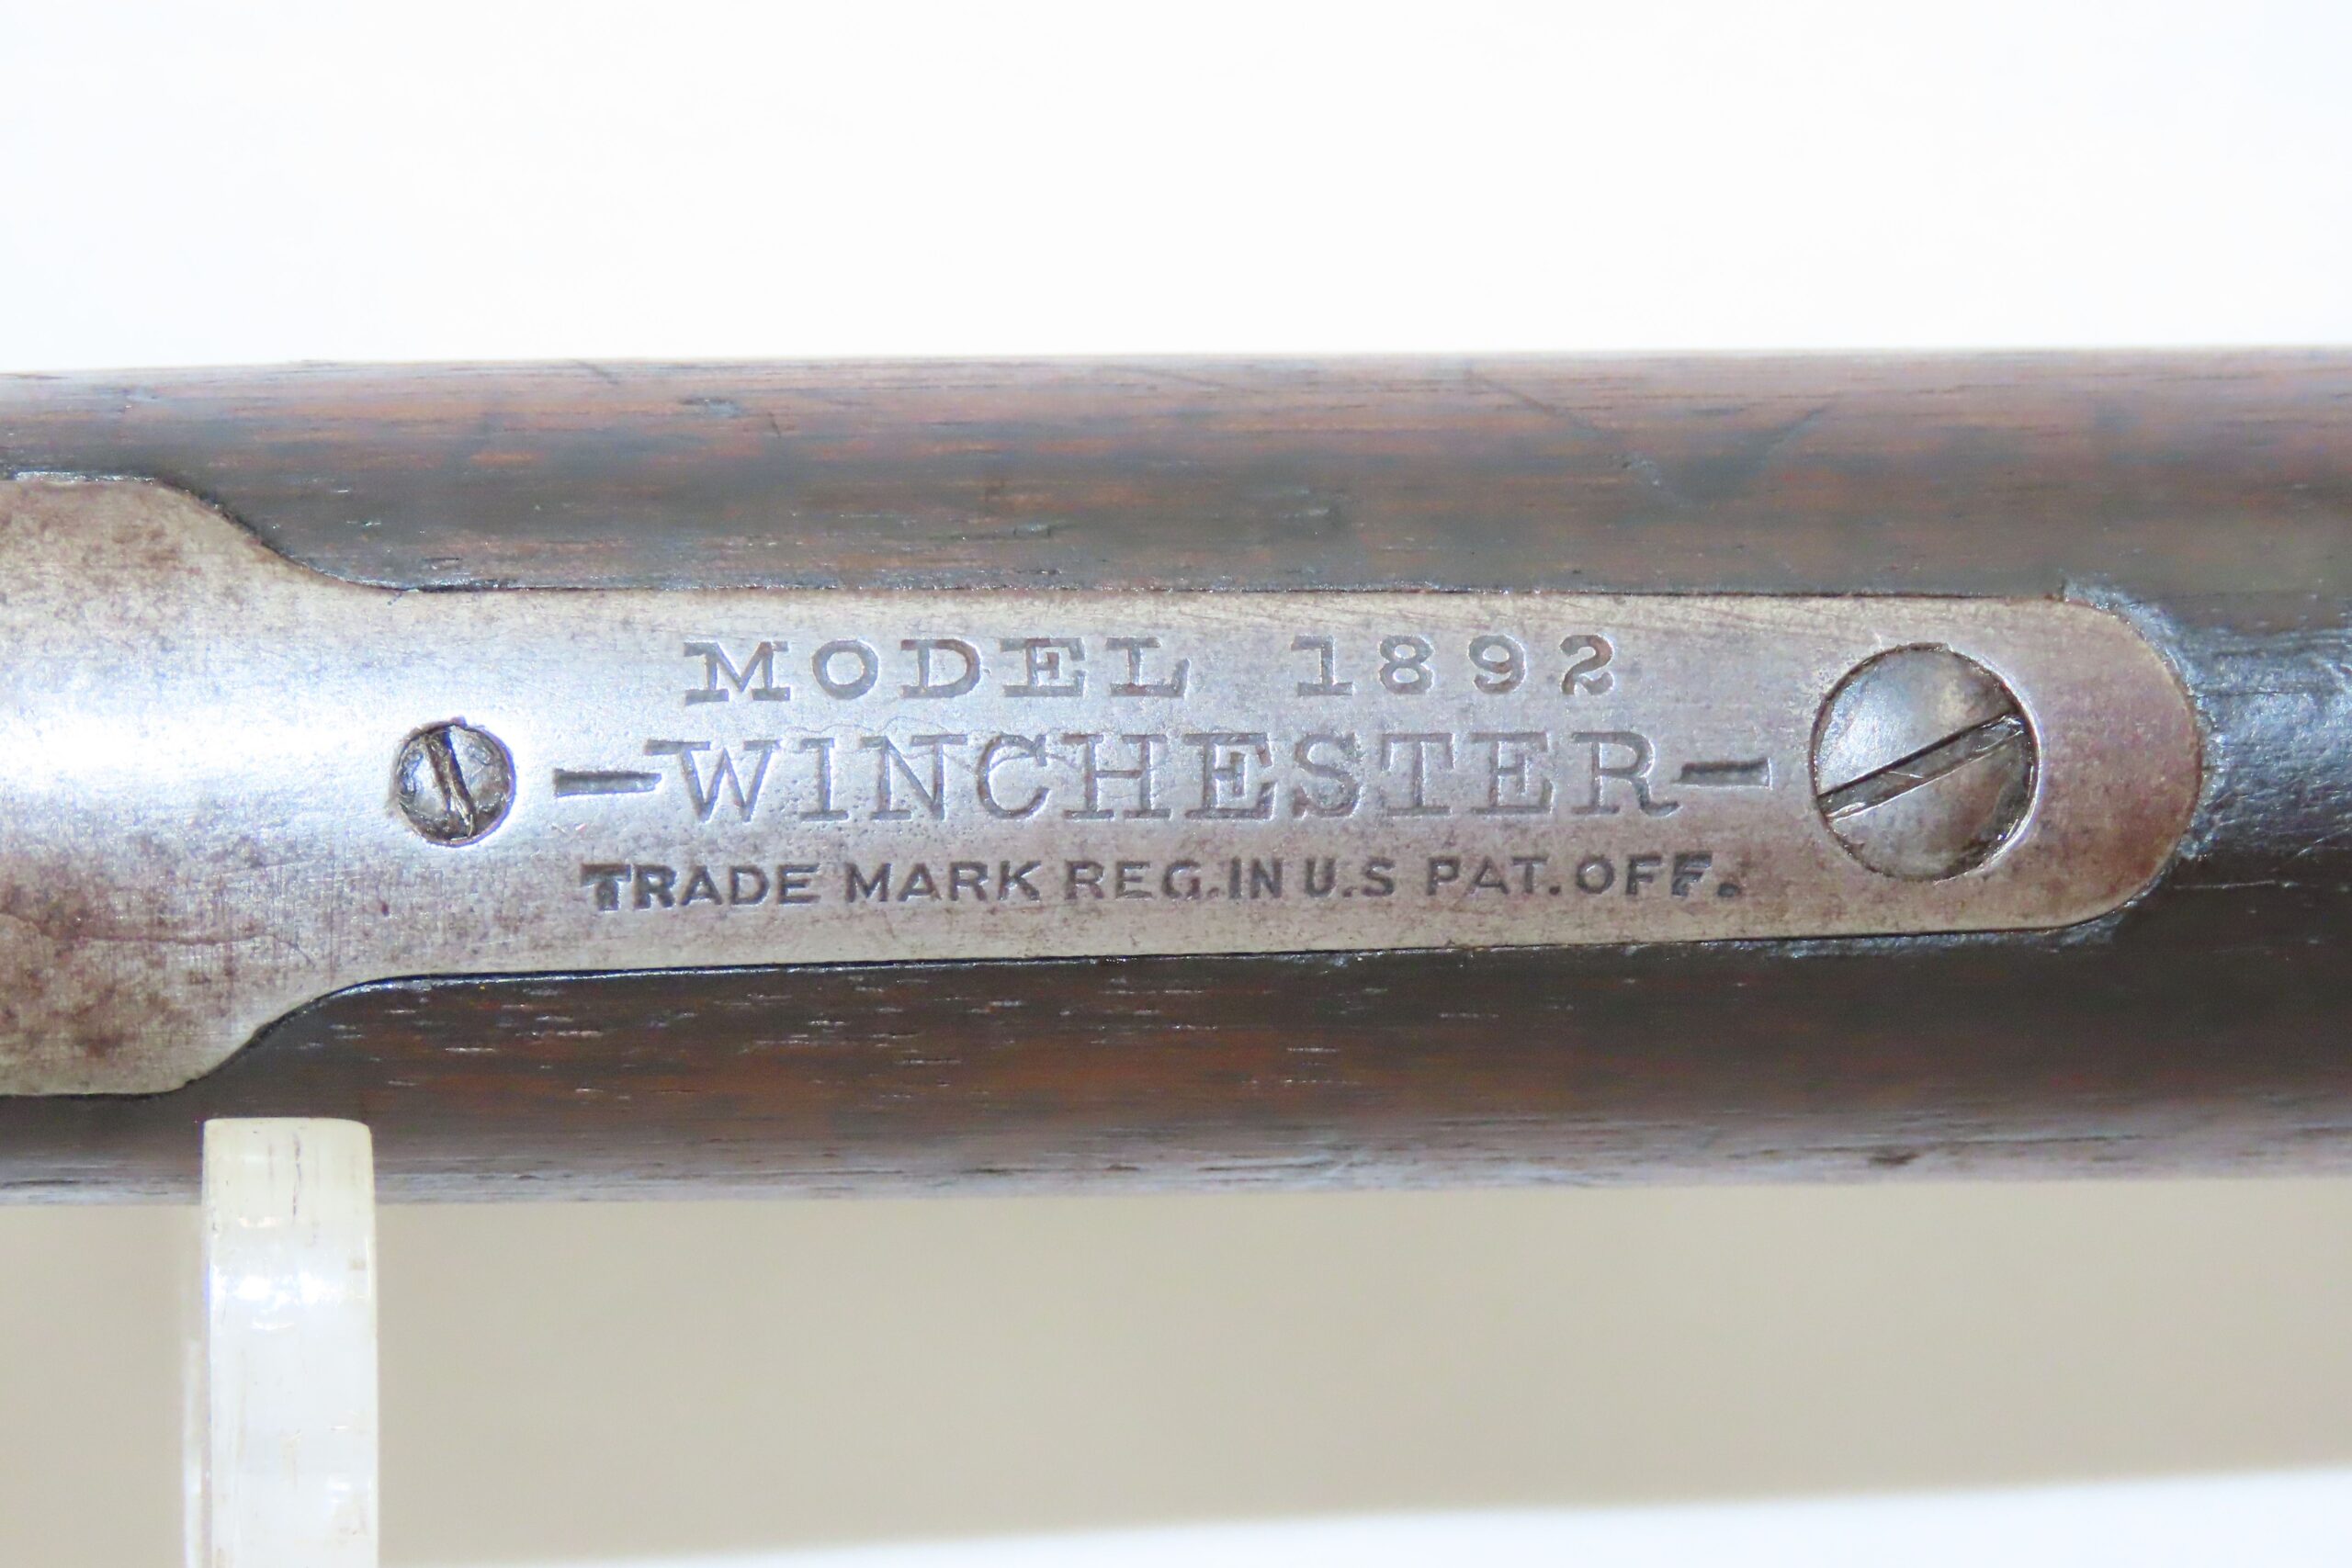 MODEL 1892
-WINCHESTER-
TRADE MARK REG. IN U.S PAT. OFF.